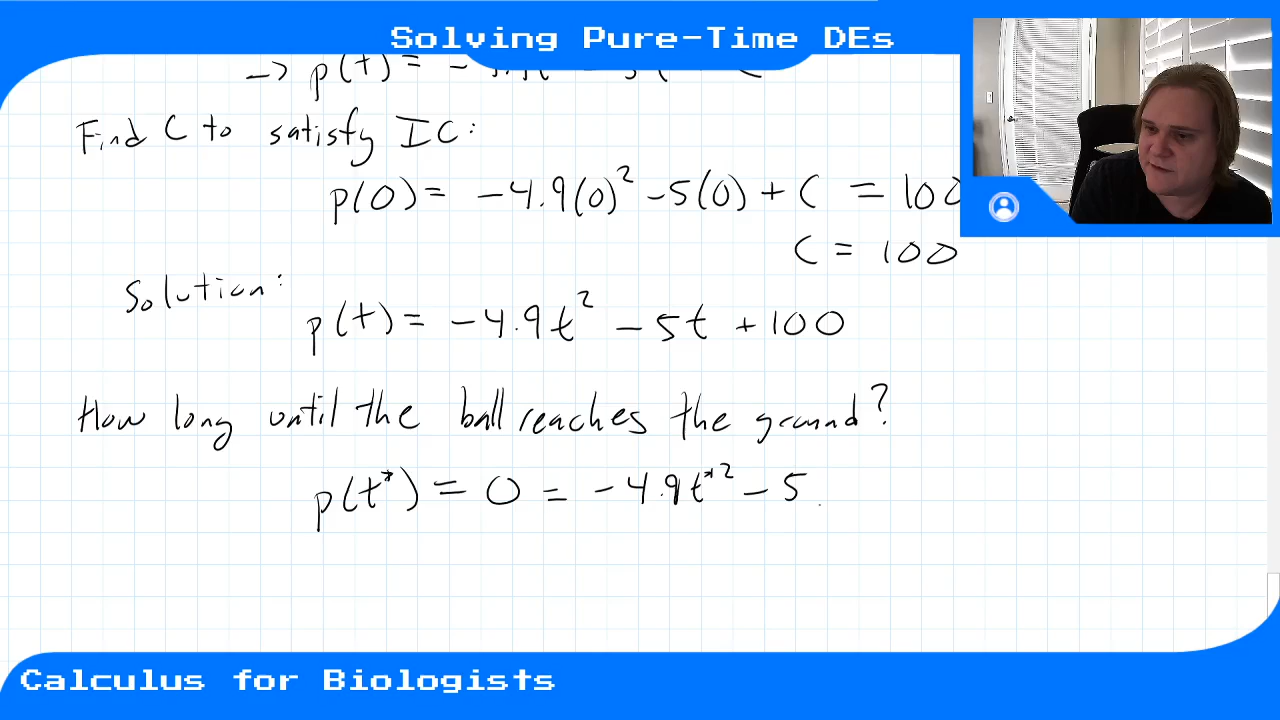 Solving Pure-Time DEs
→ p(t) =
Find C to satisfy IC:
p(0) = -4.9(0)² - 5(0) + C = 100
C = 100
Solution:
p(t) = -4.9t² - 5t + 100
How long until the ball reaches the ground?
p(t*) = 0 = -4.9t*² - 5
Calculus for Biologists